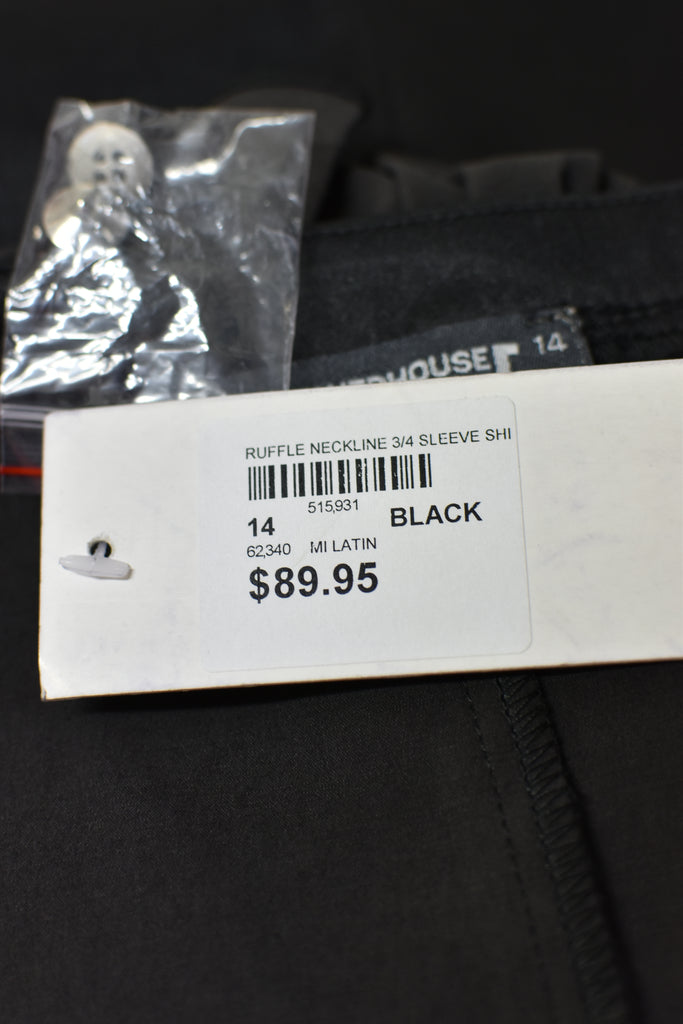 14
RUFFLE NECKLINE 3/4 SLEEVE SHI
515,931
14 BLACK
62,340 MI LATIN
$89.95